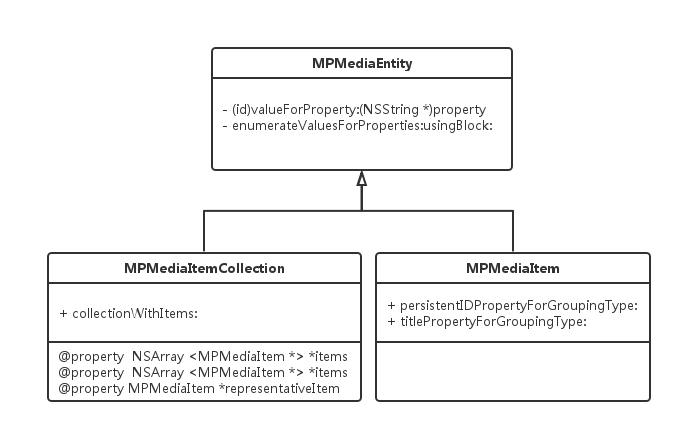 MPMediaEntity
- (id)valueForProperty:(NSString *)property
- enumerateValuesForProperties:usingBlock:
MPMediaItemCollection
+ collectionWithItems:
@property  NSArray <MPMediaItem *> *items
@property  NSArray <MPMediaItem *> *items
@property MPMediaItem *representativeItem
MPMediaItem
+ persistentIDPropertyForGroupingType:
+ titlePropertyForGroupingType: